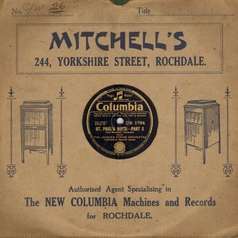 No.
Title
MITCHELL'S
244, YORKSHIRE STREET, ROCHDALE.
Columbia
ST. PAUL'S SUITE—PART 3
Authorised Agent Specialising in
The NEW COLUMBIA Machines and Records
for ROCHDALE.